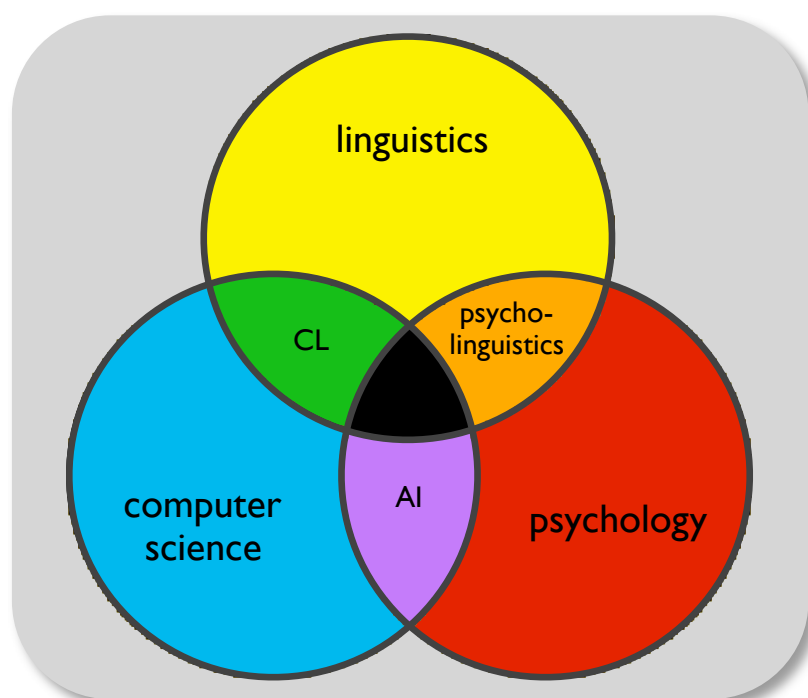 linguistics
CL
psycho-
linguistics
AI
computer
science
psychology